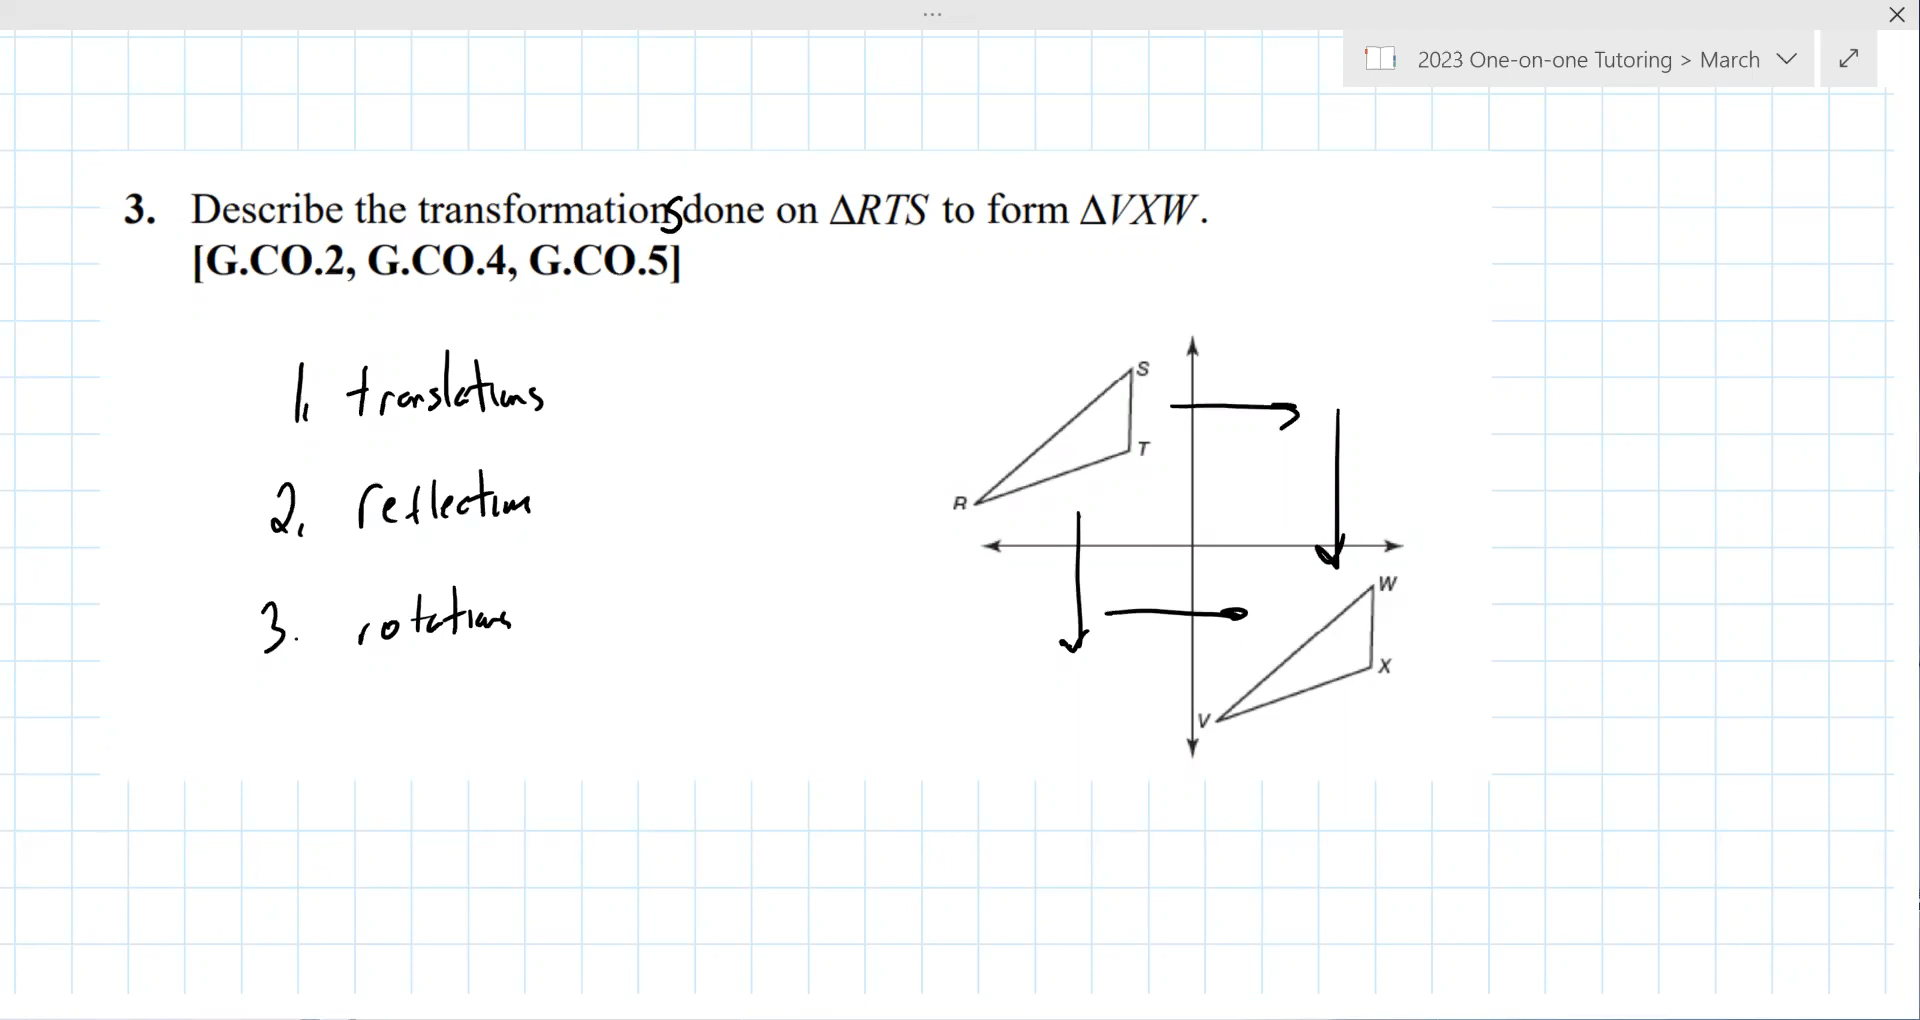 ...
2023 One-on-one Tutoring > March
3. Describe the transformations done on ΔRTS to form ΔVXW.
[G.CO.2, G.CO.4, G.CO.5]
1. translations
2. reflection
3. rotations
S
T
R
W
X
V